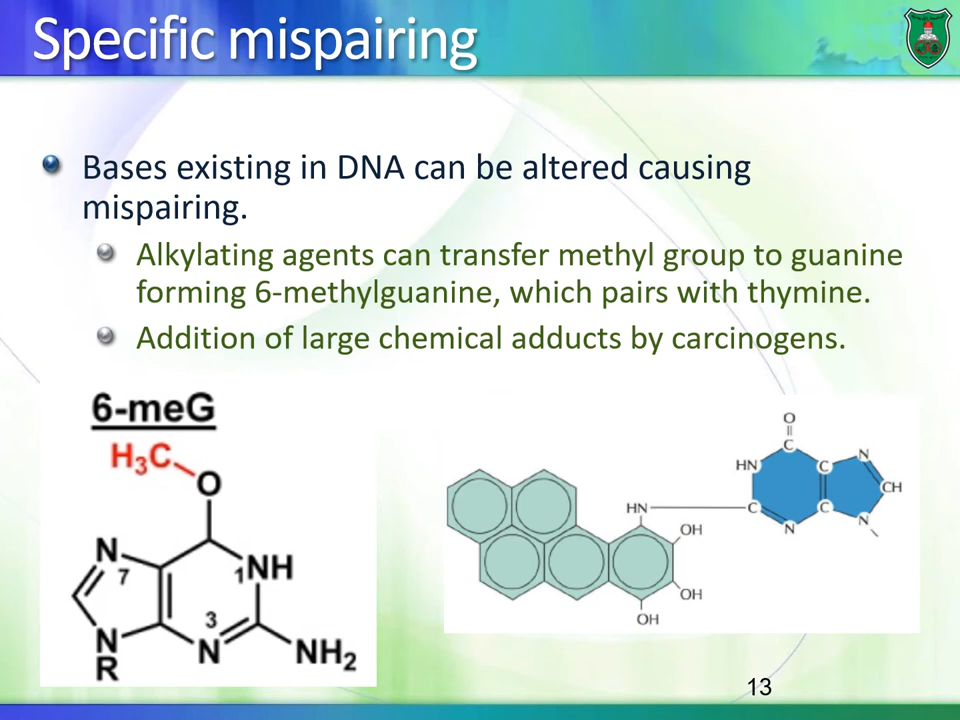 Specific mispairing
Bases existing in DNA can be altered causing
mispairing.
Alkylating agents can transfer methyl group to guanine
forming 6-methylguanine, which pairs with thymine.
Addition of large chemical adducts by carcinogens.
6-meG
H3C
O
N
7
1NH
3
N
N
R
NH2
O
C
HN
C
N
CH
HN
C
C
N
N
OH
OH
OH
13